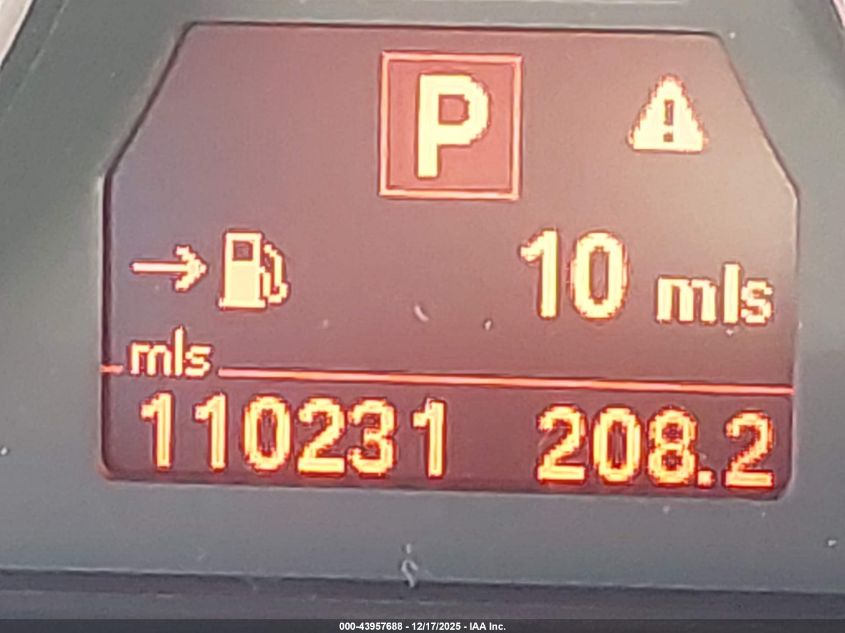 P
→ 10 mls
mls
110231 208.2
000-43957688 - 12/17/2025 - IAA Inc.